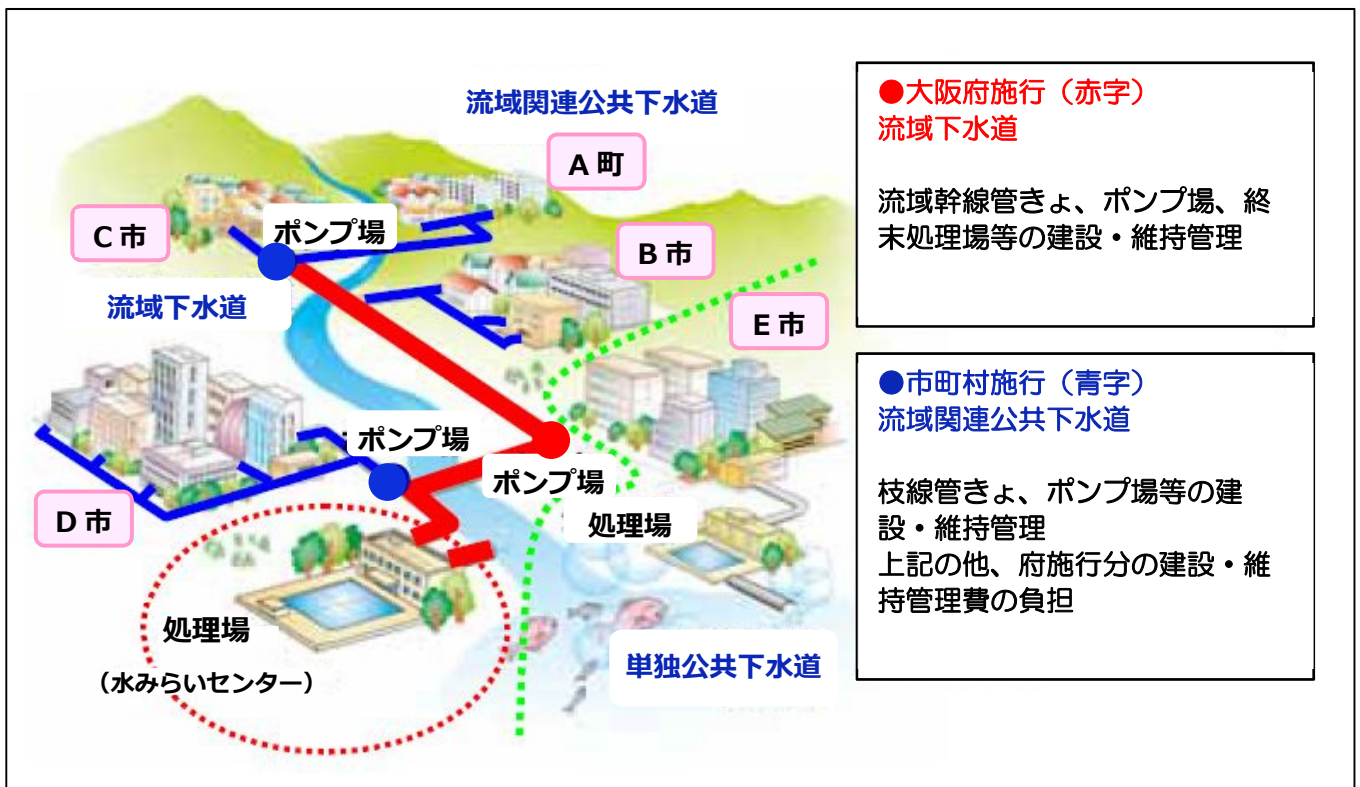 流域関連公共下水道
A町
C市
ポンプ場
B市
流域下水道
E市
ポンプ場
ポンプ場
D市
処理場
処理場
(水みらいセンター)
単独公共下水道
●大阪府施行(赤字)
流域下水道
流域幹線管きょ、ポンプ場、終
末処理場等の建設・維持管理
●市町村施行(青字)
流域関連公共下水道
枝線管きょ、ポンプ場等の建
設・維持管理
上記の他、府施行分の建設・維
持管理費の負担